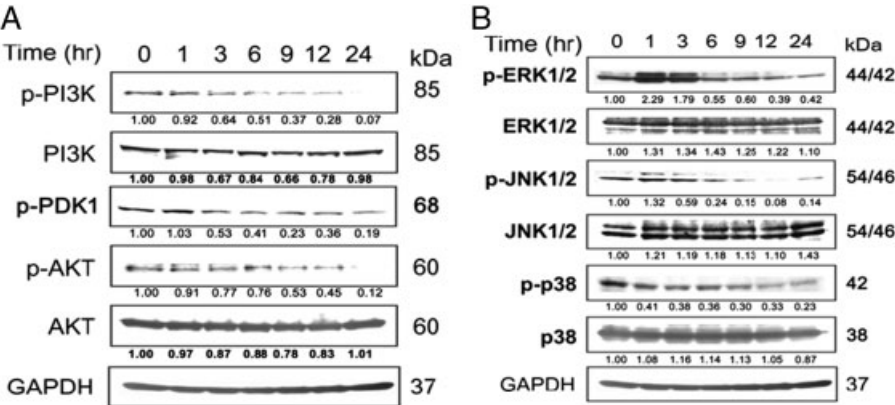 A
Time (hr) 0 1 3 6 9 12 24 kDa
p-PI3K 85
1.00 0.92 0.64 0.51 0.37 0.28 0.07
PI3K 85
1.00 0.98 0.67 0.84 0.66 0.78 0.98
p-PDK1 68
1.00 1.03 0.53 0.41 0.23 0.36 0.19
p-AKT 60
1.00 0.91 0.77 0.76 0.53 0.45 0.12
AKT 60
1.00 0.97 0.87 0.88 0.78 0.83 1.01
GAPDH 37
B
Time (hr) 0 1 3 6 9 12 24 kDa
p-ERK1/2 44/42
1.00 2.29 1.79 0.55 0.60 0.39 0.42
ERK1/2 44/42
1.00 1.31 1.34 1.43 1.25 1.22 1.10
p-JNK1/2 54/46
1.00 1.32 0.59 0.24 0.15 0.08 0.14
JNK1/2 54/46
1.00 1.21 1.19 1.18 1.13 1.10 1.43
p-p38 42
1.00 0.41 0.38 0.36 0.30 0.33 0.23
p38 38
1.00 1.08 1.16 1.14 1.13 1.05 0.87
GAPDH 37